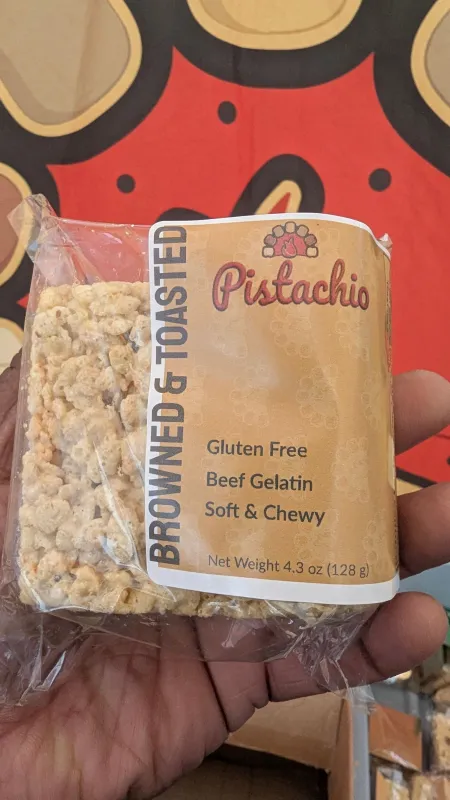 BROWNED & TOASTED
Pistachio
Gluten Free
Beef Gelatin
Soft & Chewy
Net Weight 4.3 oz (128 g)